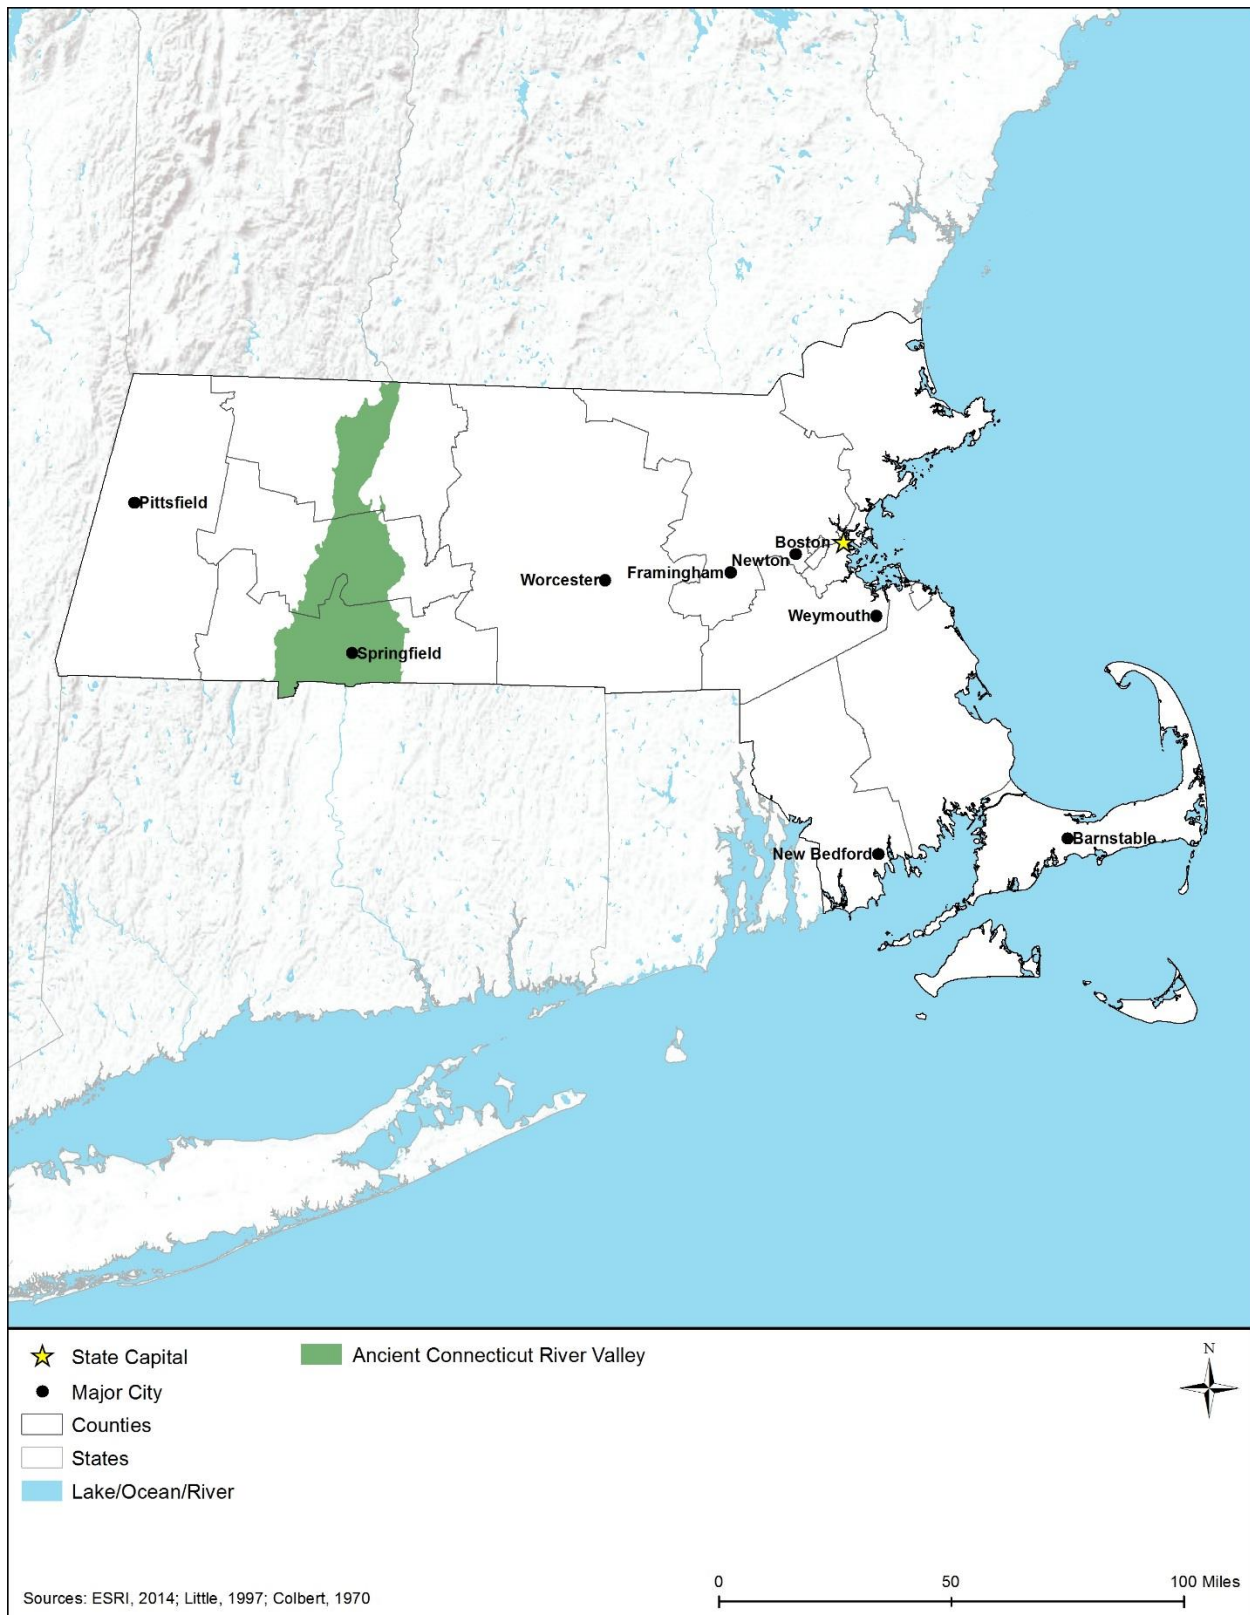 Pittsfield
Boston
Newton
Framingham
Worcester
Weymouth
Springfield
Barnstable
New Bedford
State Capital
Ancient Connecticut River Valley
N
Major City
Counties
States
Lake/Ocean/River
0 50 100 Miles
Sources: ESRI, 2014; Little, 1997; Colbert, 1970